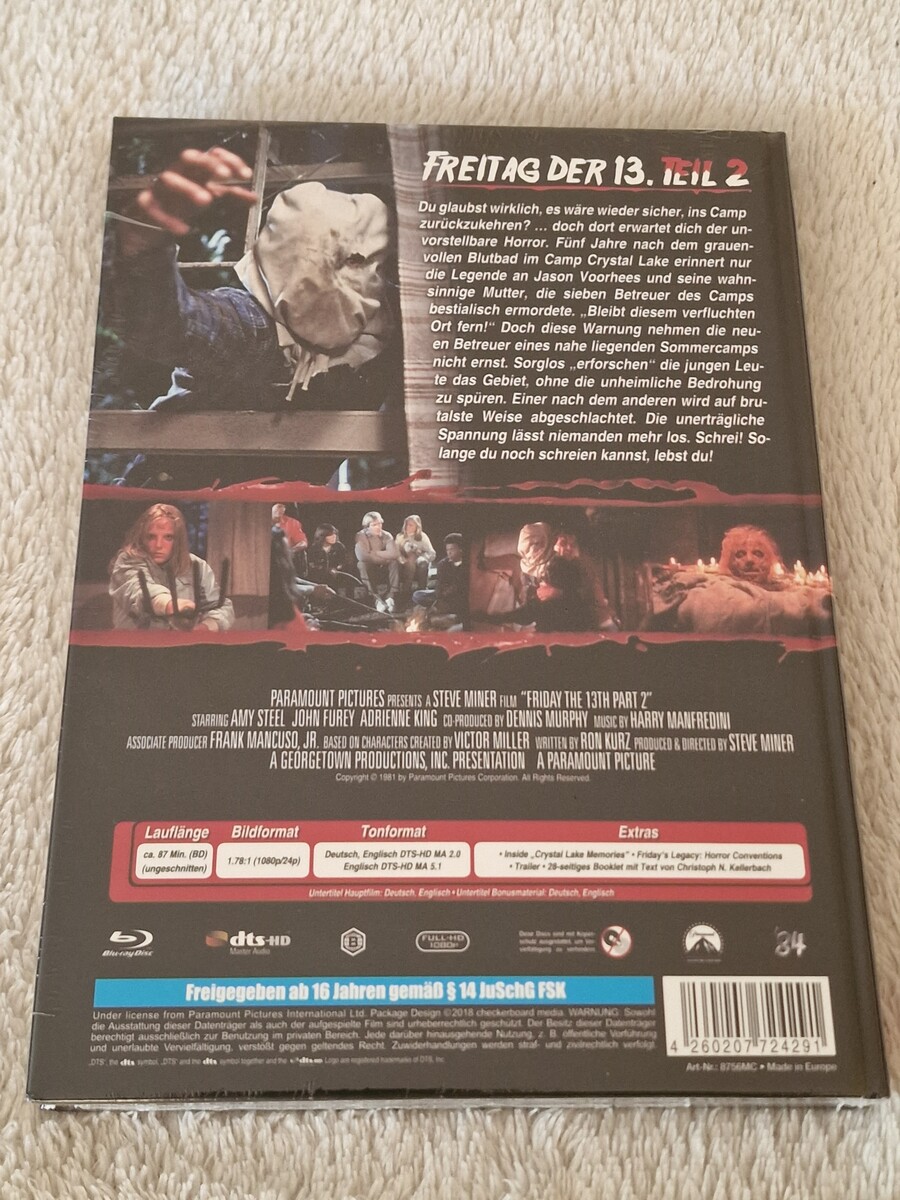 FREITAG DER 13. TEIL 2
Du glaubst wirklich, es wäre wieder sicher, ins Camp
zurückzukehren? ... doch dort erwartet dich der un-
vorstellbare Horror. Fünf Jahre nach dem grauen-
vollen Blutbad im Camp Crystal Lake erinnert nur
die Legende an Jason Voorhees und seine wahn-
sinnige Mutter, die sieben Betreuer des Camps
bestialisch ermordete. „Bleibt diesem verfluchten
Ort fern!“ Doch diese Warnung nehmen die neu-
en Betreuer eines nahe liegenden Sommercamps
nicht ernst. Sorglos „erforschen“ die jungen Leu-
te das Gebiet, ohne die unheimliche Bedrohung
zu spüren. Einer nach dem anderen wird auf bru-
talste Weise abgeschlachtet. Die unerträgliche
Spannung lässt niemanden mehr los. Schrei! So-
lange du noch schreien kannst, lebst du!
PARAMOUNT PICTURES PRESENTS A STEVE MINER FILM "FRIDAY THE 13TH PART 2"
STARRING AMY STEEL JOHN FUREY ADRIENNE KING CO-PRODUCED BY DENNIS MURPHY MUSIC BY HARRY MANFREDINI
ASSOCIATE PRODUCER FRANK MANCUSO, JR. BASED ON CHARACTERS CREATED BY VICTOR MILLER WRITTEN BY RON KURZ PRODUCED & DIRECTED BY STEVE MINER
A GEORGETOWN PRODUCTIONS, INC. PRESENTATION A PARAMOUNT PICTURE
Copyright © 1981 by Paramount Pictures Corporation. All Rights Reserved.
Lauflänge Bildformat Tonformat Extras
ca. 87 Min. (BD) 1.78:1 (1080p/24p) Deutsch, Englisch DTS-HD MA 2.0 • Inside „Crystal Lake Memories“ • Friday's Legacy: Horror Conventions
(ungeschnitten) Englisch DTS-HD MA 5.1 • Trailer • 28-seitiges Booklet mit Text von Christoph N. Kellerbach
Untertitel Hauptfilm: Deutsch, Englisch • Untertitel Bonusmaterial: Deutsch, Englisch
Blu-ray Disc dts-HD Master Audio B FULL-HD 1080P
Diese Discs sind mit Kopier-
schutz ausgestattet, um Ver-
vielfältigung zu verhindern.
Paramount
'84
Freigegeben ab 16 Jahren gemäß § 14 JuSchG FSK
Under license from Paramount Pictures International Ltd. Package Design ©2018 checkerboard media. WARNUNG: Sowohl
die Ausstattung dieser Datenträger als auch der aufgespielte Film sind urheberrechtlich geschützt. Der Besitz dieser Datenträger
berechtigt ausschließlich zur Benutzung im privaten Bereich. Jede darüber hinausgehende Nutzung, z. B. öffentliche Vorführung
und unerlaubte Vervielfältigung, verstößt gegen geltendes Recht. Zuwiderhandlungen werden straf- und zivilrechtlich verfolgt.
4 260207 724291
Art-Nr.: 8756MC • Made in Europe